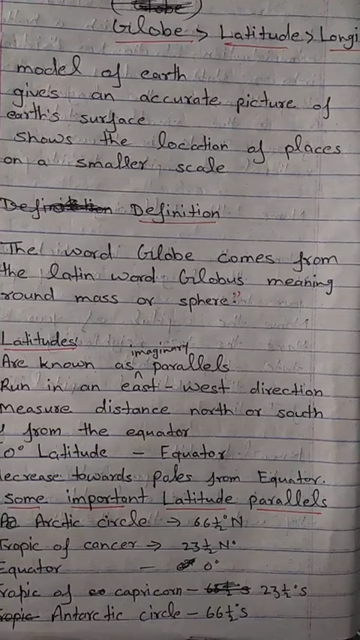 (Globe)
Globe > Latitude > Longi
model of earth
gives an accurate picture of
earth's surface
shows the location of places
on a smaller scale
Definition
The word Globe comes from
the latin word Globus meaning
round mass or sphere."
Latitudes
imaginary
Are known as parallels
Run in an east-west direction
Measure distance north or south
from the equator
0° Latitude - Equator
ecrease towards poles from Equator.
some important Latitude parallels
Arctic circle → 66½°N
Tropic of cancer → 23½N°
Equator - 0°
Tropic of capricorn - 23½°s
Antarctic circle - 66½°s